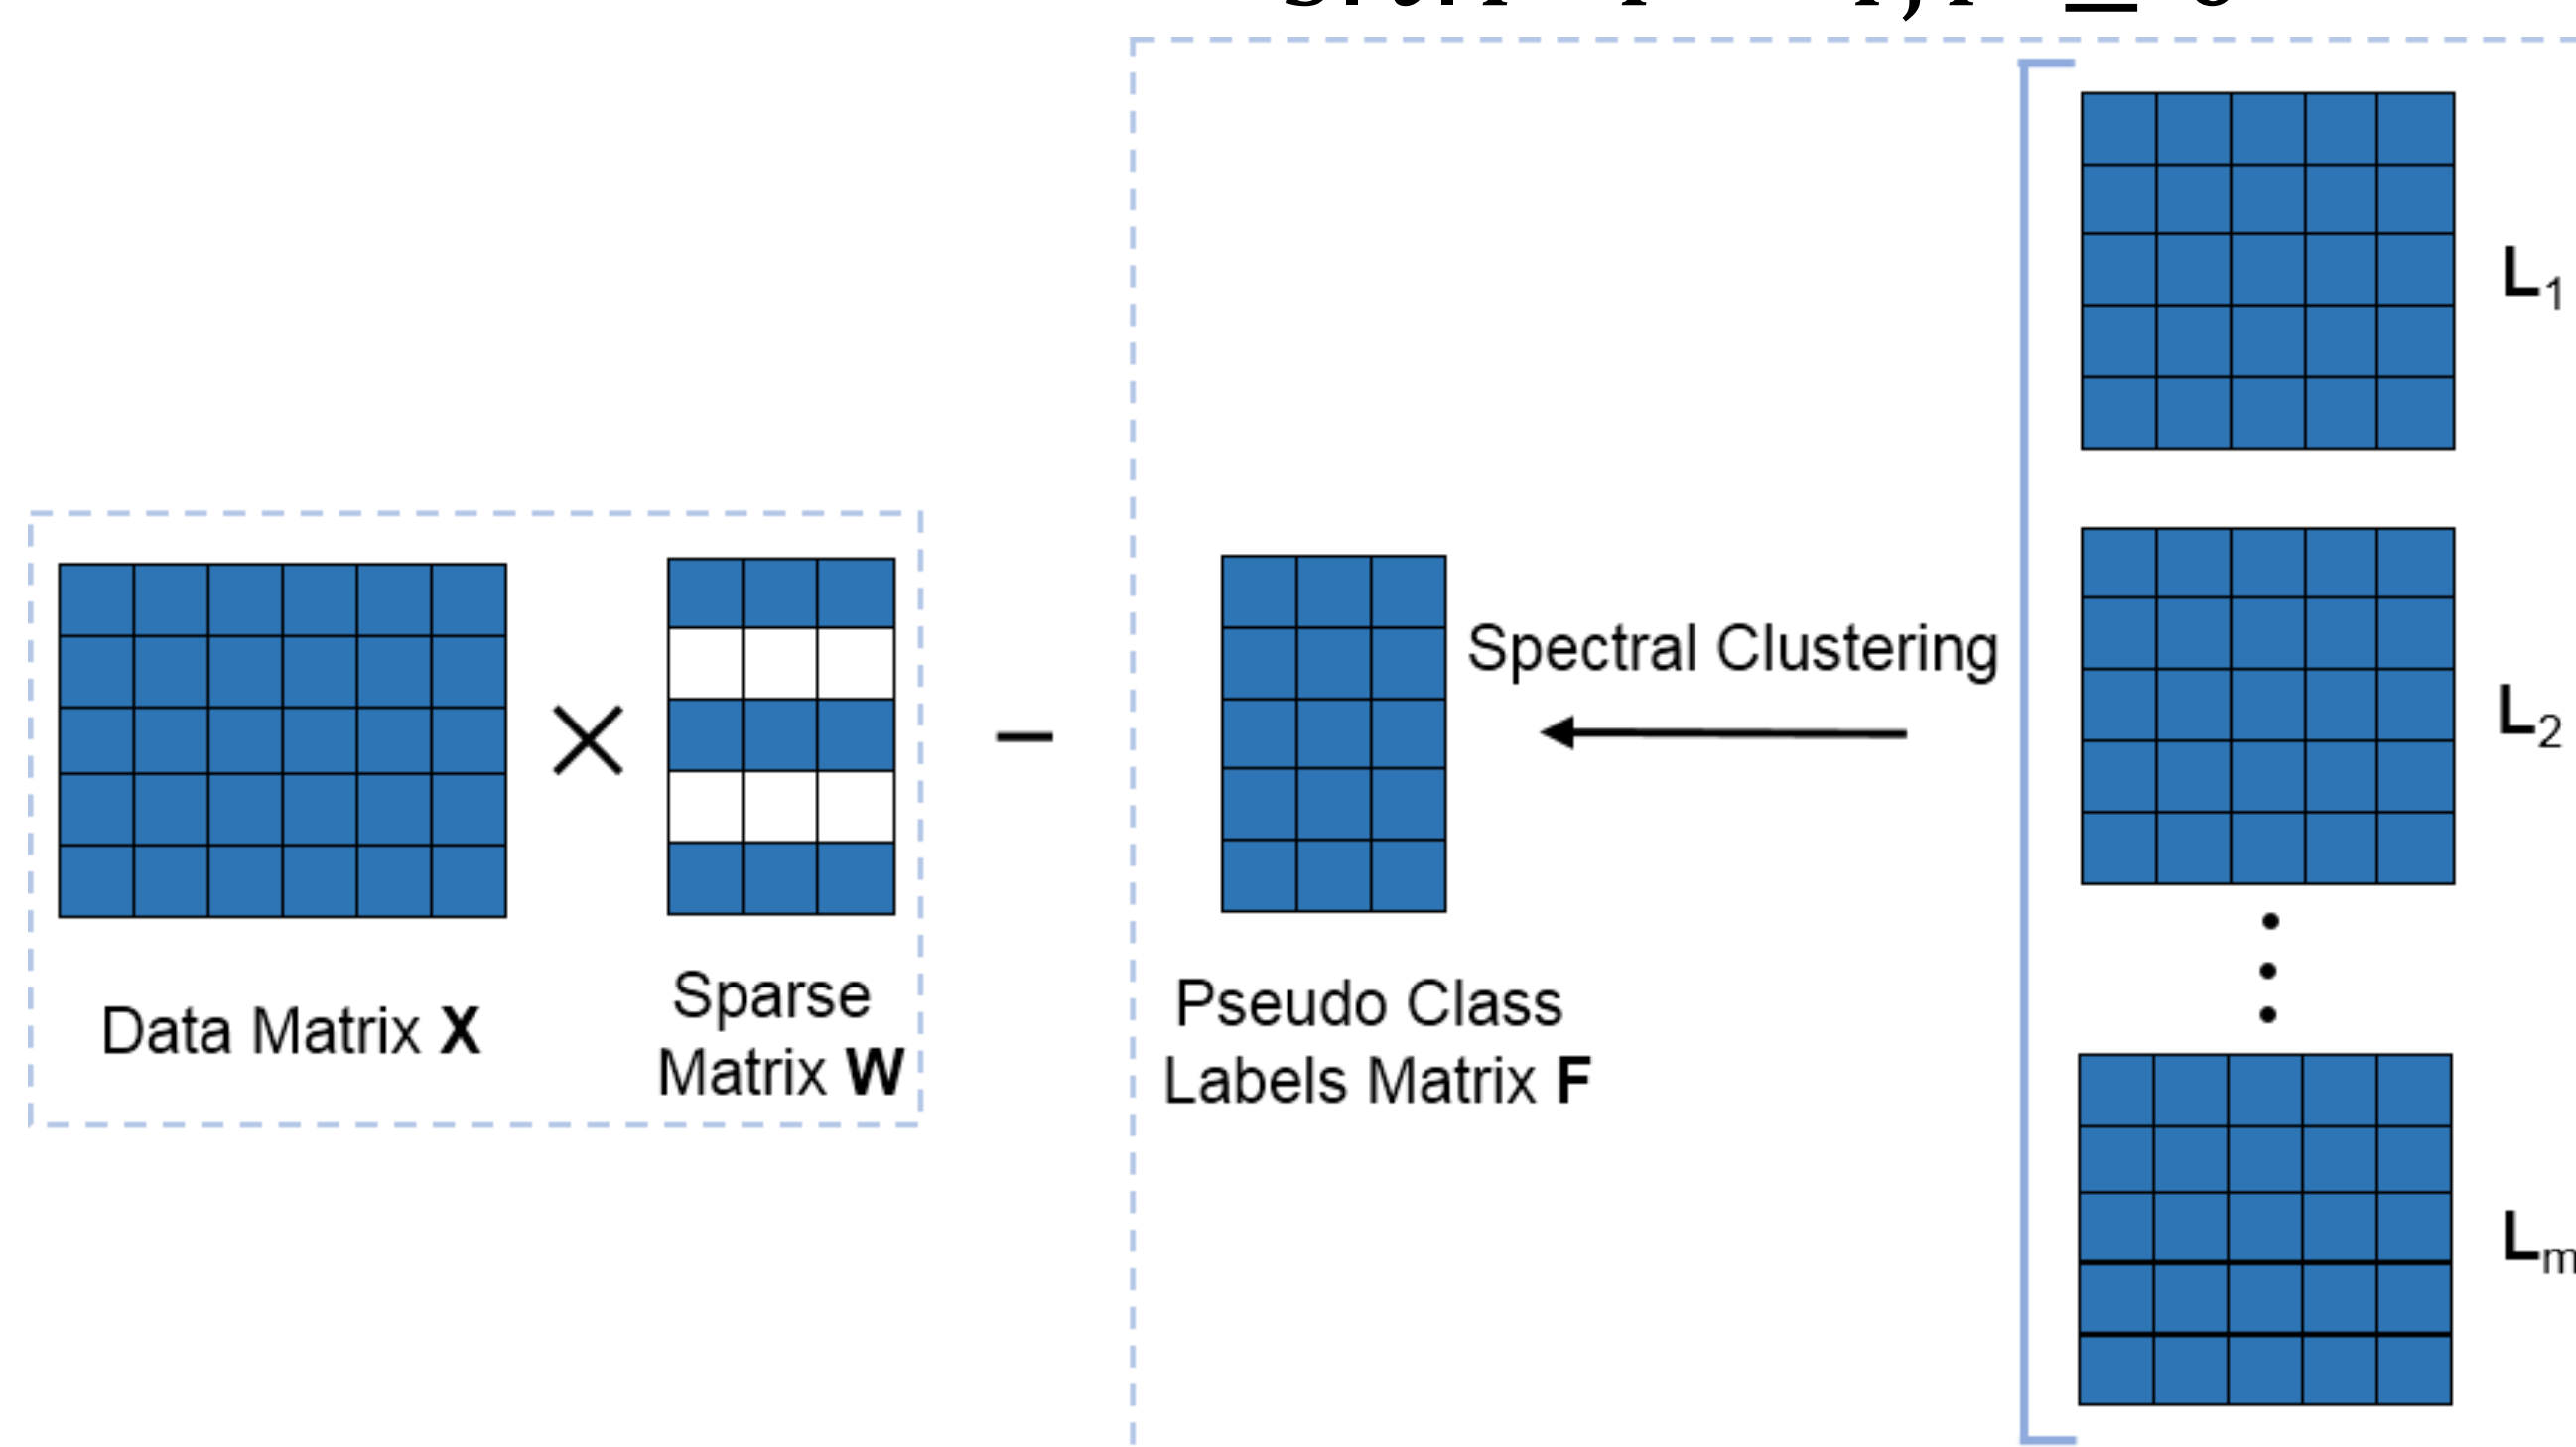 L1
Spectral Clustering
L2
Data Matrix X
Sparse
Matrix W
Pseudo Class
Labels Matrix F
Lm